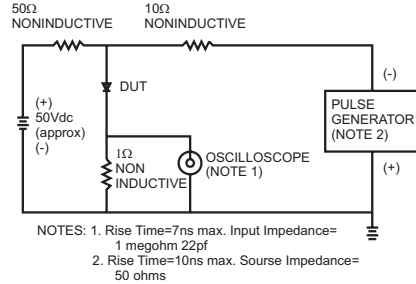 50Ω
NONINDUCTIVE
10Ω
NONINDUCTIVE
(+)
50Vdc
(approx)
(-)
DUT
1Ω
NON
INDUCTIVE
OSCILLOSCOPE
(NOTE 1)
(-)
PULSE
GENERATOR
(NOTE 2)
(+)
NOTES: 1. Rise Time=7ns max. Input Impedance=
1 megohm 22pf
2. Rise Time=10ns max. Sourse Impedance=
50 ohms